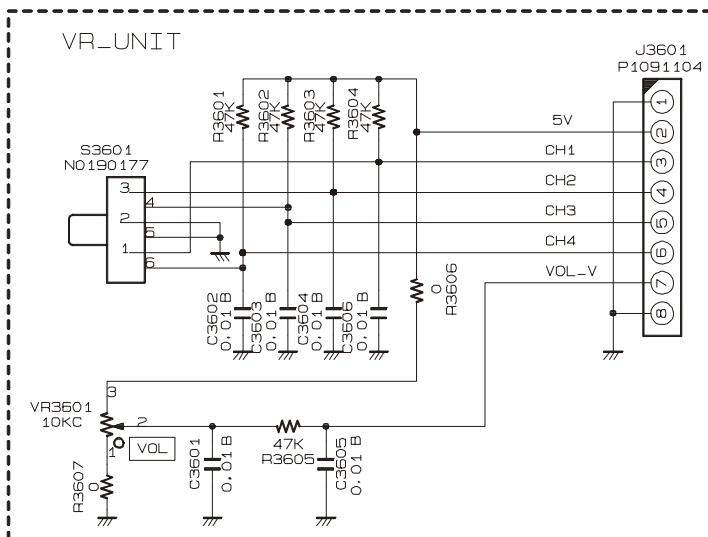 VR_UNIT
J3601
P1091104
R3601
47K
R3602
47K
R3603
47K
R3604
47K
1
5V
2
S3601
N0190177
CH1
3
3
CH2
4
4
2
CH3
5
5
1
CH4
6
6
VOL_V
7
0
R3606
8
C3602
0.01 B
C3603
0.01 B
C3604
0.01 B
C3606
0.01 B
3
VR3601
10KC
2
1
VOL
47K
R3605
C3601
0.01 B
C3605
0.01 B
R3607
0